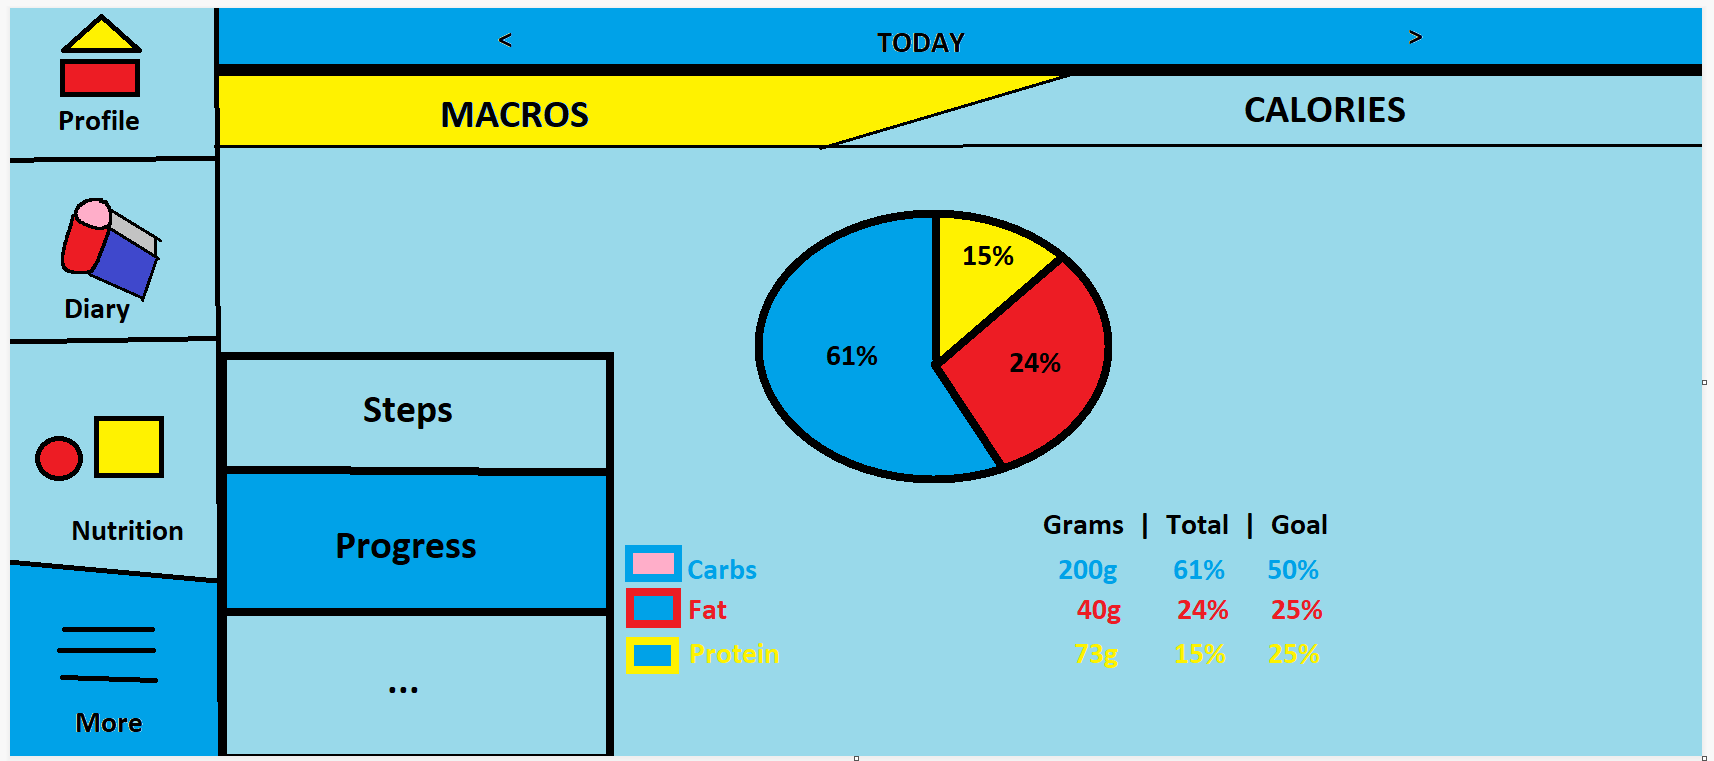 Profile
Diary
Nutrition
More
< TODAY >
MACROS CALORIES
Steps
Progress
...
15%
61% 24%
Grams | Total | Goal
Carbs 200g 61% 50%
Fat 40g 24% 25%
Protein 73g 15% 25%